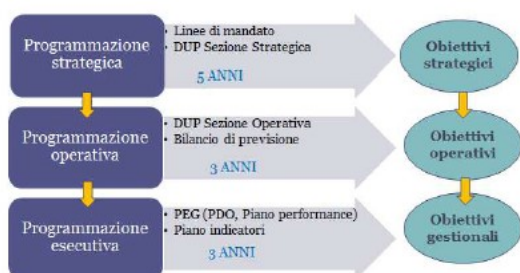 Programmazione
strategica
• Linee di mandato
• DUP Sezione Strategica
5 ANNI
Obiettivi
strategici
Programmazione
operativa
• DUP Sezione Operativa
• Bilancio di previsione
3 ANNI
Obiettivi
operativi
Programmazione
esecutiva
• PEG (PDO, Piano performance)
• Piano indicatori
3 ANNI
Obiettivi
gestionali